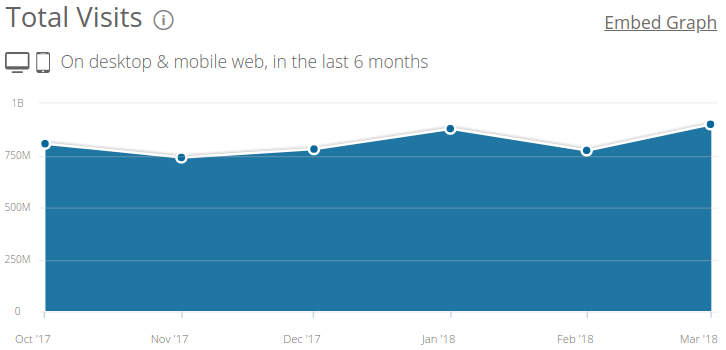 Total Visits
Embed Graph
On desktop & mobile web, in the last 6 months
1B
750M
500M
250M
0
Oct '17 Nov '17 Dec '17 Jan '18 Feb '18 Mar '18